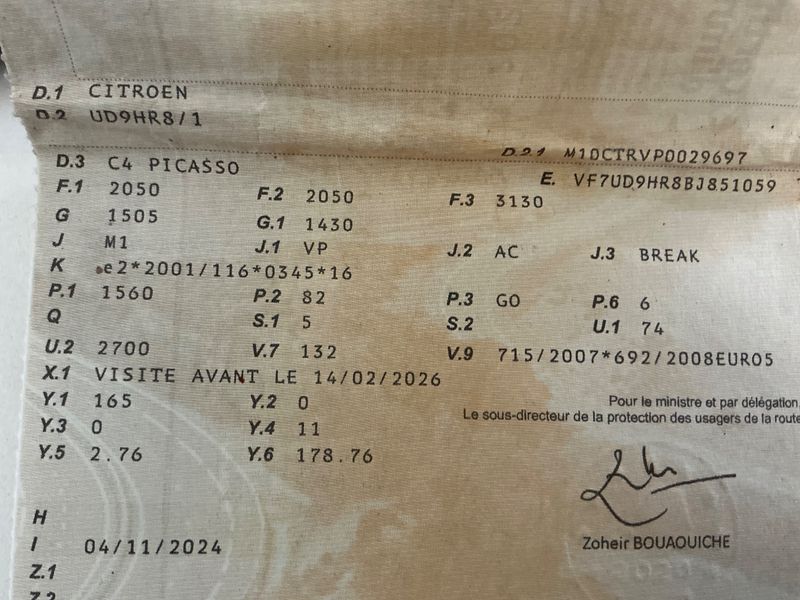 D.1 CITROEN
D.2 UD9HR8/1
D.2.1 M10CTRVP0029697
D.3 C4 PICASSO
E. VF7UD9HR8BJ851059
F.1 2050 F.2 2050 F.3 3130
G 1505 G.1 1430
J M1 J.1 VP J.2 AC J.3 BREAK
K e2*2001/116*0345*16
P.1 1560 P.2 82 P.3 GO P.6 6
Q S.1 5 S.2 U.1 74
U.2 2700 V.7 132 V.9 715/2007*692/2008EURO5
X.1 VISITE AVANT LE 14/02/2026
Y.1 165 Y.2 0
Y.3 0 Y.4 11
Y.5 2.76 Y.6 178.76
Pour le ministre et par délégation,
Le sous-directeur de la protection des usagers de la route
Zoheir BOUAOUICHE
H
I 04/11/2024
Z.1
Z.2